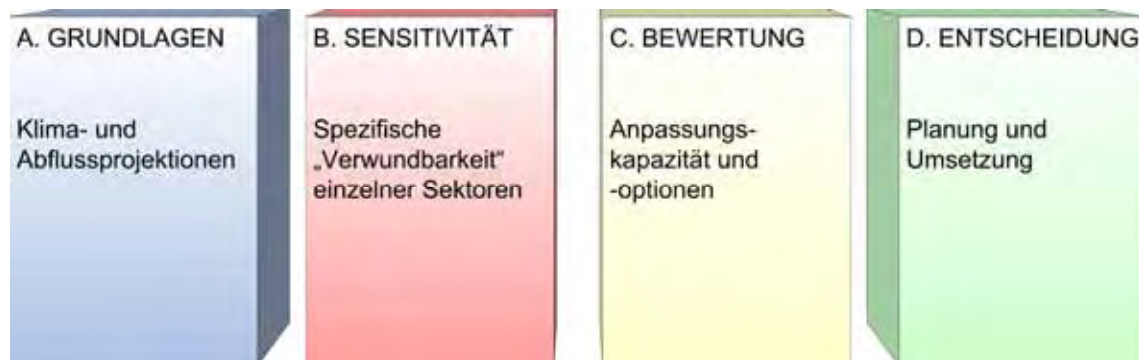 A. GRUNDLAGEN
Klima- und
Abflussprojektionen
B. SENSITIVITÄT
Spezifische
„Verwundbarkeit“
einzelner Sektoren
C. BEWERTUNG
Anpassungs-
kapazität und
-optionen
D. ENTSCHEIDUNG
Planung und
Umsetzung